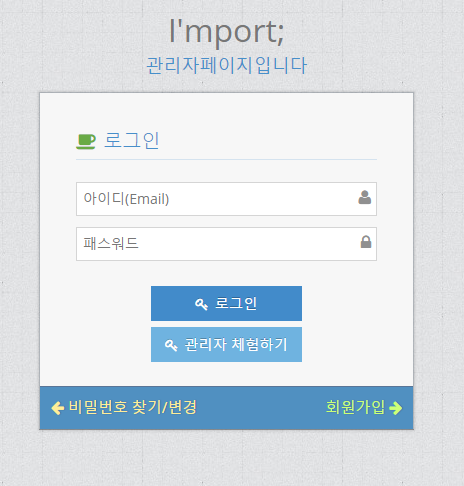 I'mport;
관리자페이지입니다
로그인
아이디(Email)
패스워드
로그인
관리자 체험하기
비밀번호 찾기/변경 회원가입